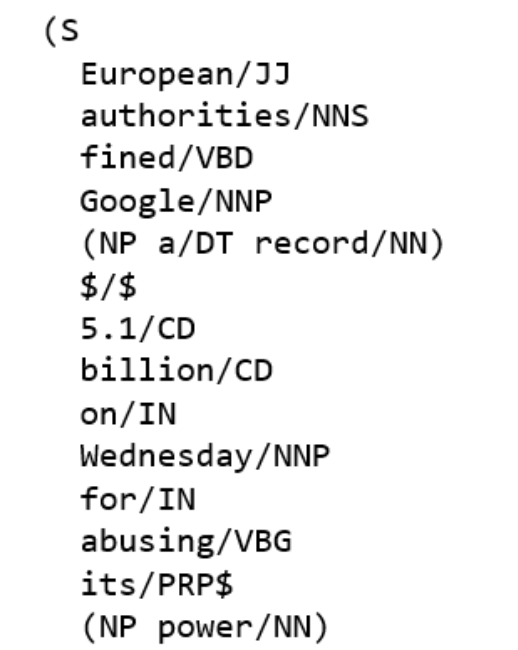 (S
European/JJ
authorities/NNS
fined/VBD
Google/NNP
(NP a/DT record/NN)
$/$
5.1/CD
billion/CD
on/IN
Wednesday/NNP
for/IN
abusing/VBG
its/PRP$
(NP power/NN)